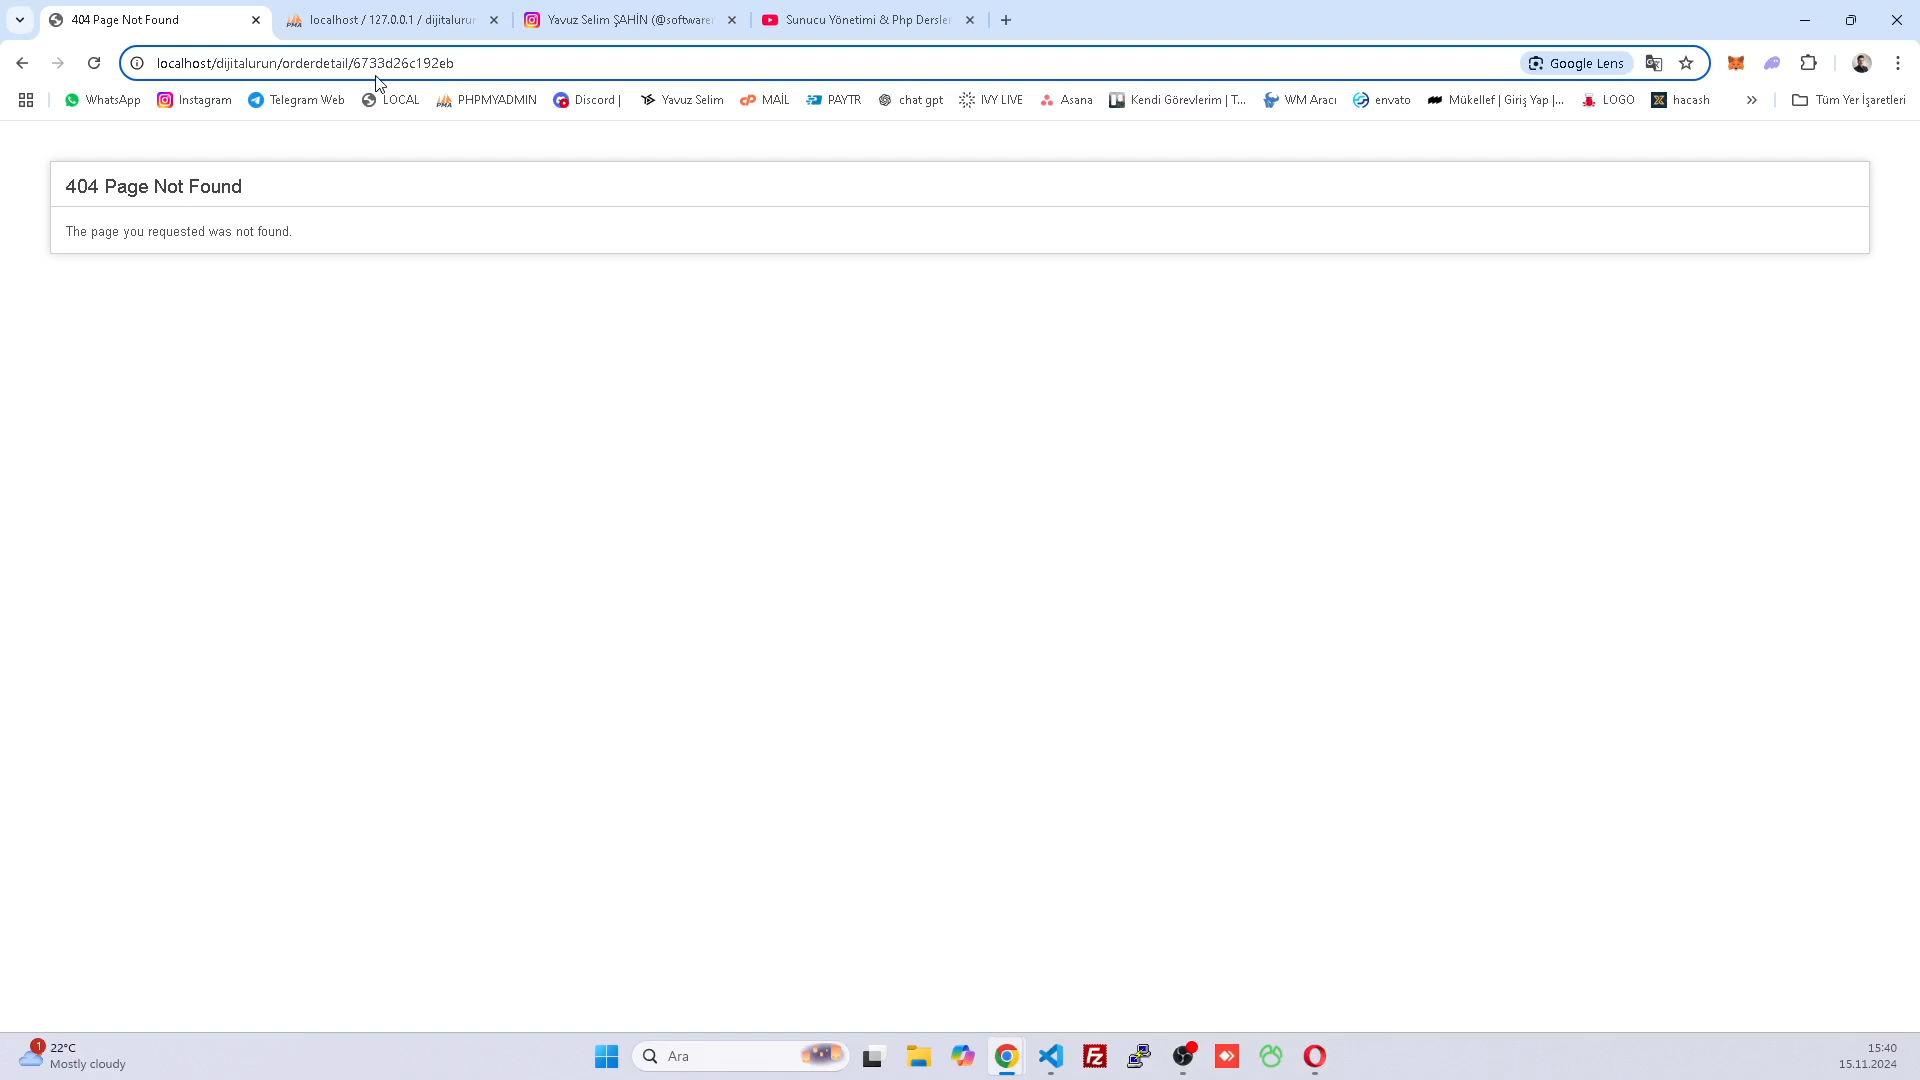 404 Page Not Found
localhost / 127.0.0.1 / dijitalurun
Yavuz Selim ŞAHİN (@software
Sunucu Yönetimi & Php Dersler
localhost/dijitalurun/orderdetail/6733d26c192eb
Google Lens
WhatsApp
Instagram
Telegram Web
LOCAL
PHPMYADMIN
Discord |
Yavuz Selim
MAİL
PAYTR
chat gpt
IVY LIVE
Asana
Kendi Görevlerim | T...
WM Aracı
envato
Mükellef | Giriş Yap |...
LOGO
hacash
Tüm Yer İşaretleri
404 Page Not Found
The page you requested was not found.
1
22°C
Mostly cloudy
Ara
15:40
15.11.2024